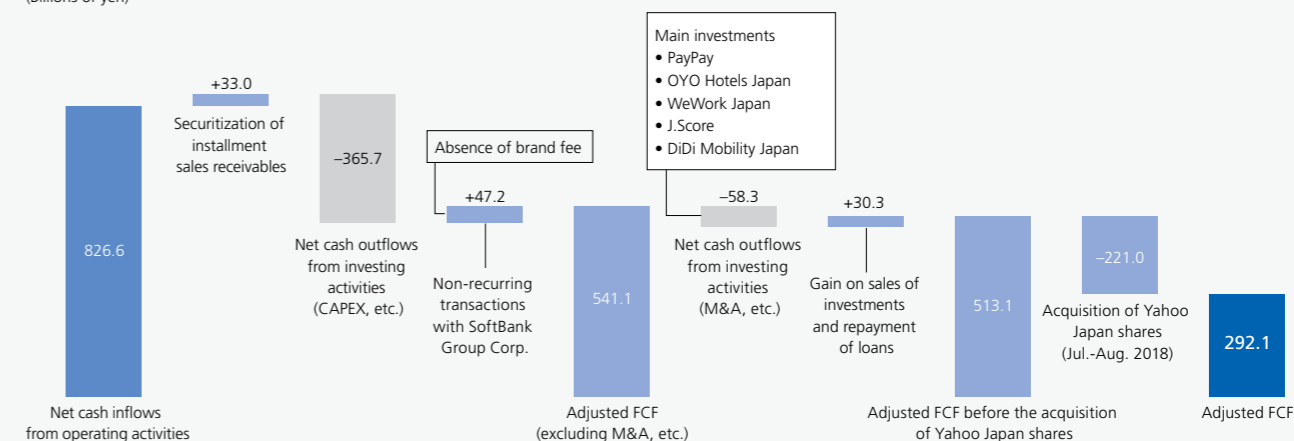 (Billions of yen)
826.6
Net cash inflows
from operating activities
+33.0
Securitization of
installment
sales receivables
–365.7
Net cash outflows
from investing
activities
(CAPEX, etc.)
Absence of brand fee
+47.2
Non-recurring
transactions
with SoftBank
Group Corp.
541.1
Adjusted FCF
(excluding M&A, etc.)
Main investments
• PayPay
• OYO Hotels Japan
• WeWork Japan
• J.Score
• DiDi Mobility Japan
–58.3
Net cash outflows
from investing
activities
(M&A, etc.)
+30.3
Gain on sales of
investments
and repayment
of loans
513.1
Adjusted FCF before the acquisition
of Yahoo Japan shares
–221.0
Acquisition of Yahoo
Japan shares
(Jul.-Aug. 2018)
292.1
Adjusted FCF